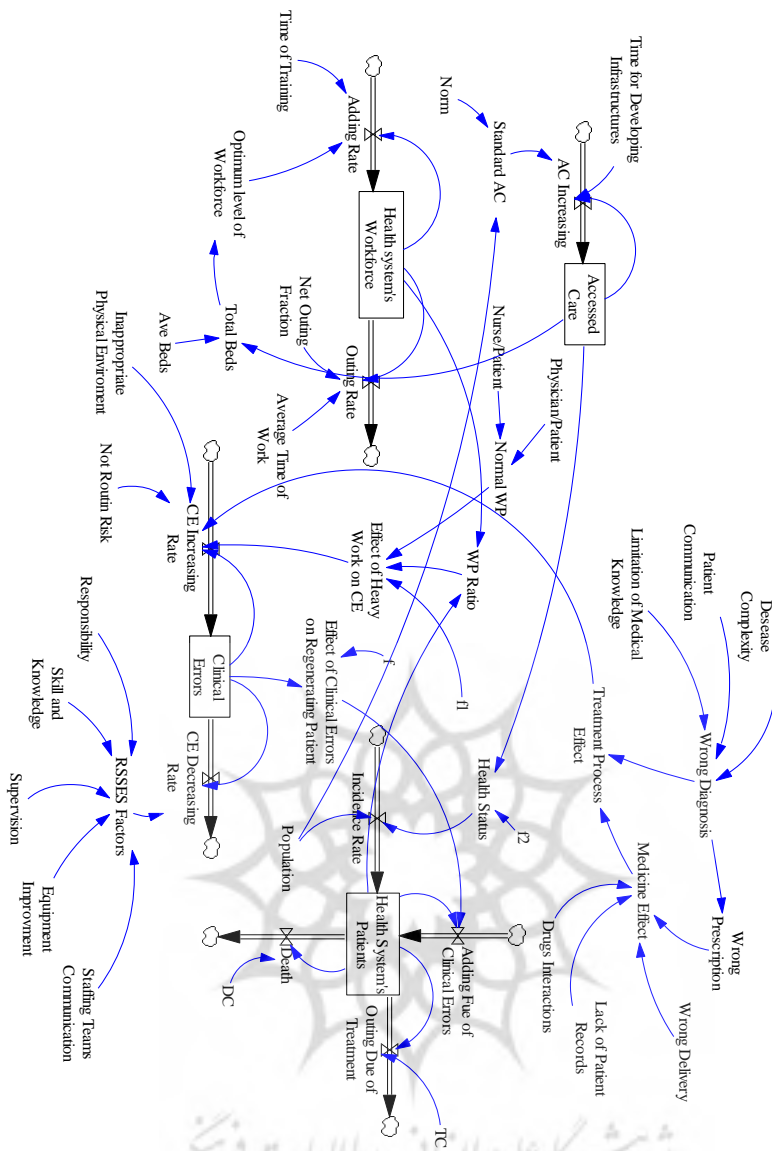 Desease
Complexity
Patient
Communication
Limitation of Medical
Knowledge
Wrong Diagnosis
Wrong
Prescription
Wrong Delivery
Medicine Effect
Treatment Process
Effect
Drugs Interactions
Lack of Patient
Records
Time for Developing
Infrastructures
AC Increasing
Accessed
Care
Physician/Patient
Nurse/Patient
Normal WP
WP Ratio
f1
f2
Health Status
Norm
Standard AC
Adding Fue of
Clinical Errors
TC
Time of Training
Adding Rate
Health system's
Workforce
Outing Rate
Net Outing
Fraction
Average Time of
Work
Effect of Heavy
Work on CE
f
Effect of Clinical Errors
on Regenerating Patient
Incidence Rate
Population
Health System's
Patients
Outing Due of
Treatment
Death
DC
Optimum level of
Workforce
Total Beds
Ave Beds
Inappropriate
Physical Enviroment
Not Routin Risk
CE Increasing
Rate
Clinical
Errors
CE Decreasing
Rate
Responsibility
Skill and
Knowledge
RSSES Factors
Supervision
Equipment
Improvment
Staffing Teams
Communication